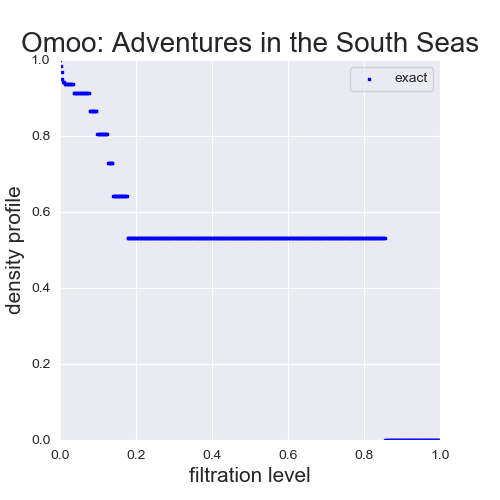 Omoo: Adventures in the South Seas
1.0
0.8
0.6
0.4
0.2
0.0
density profile
exact
0.0 0.2 0.4 0.6 0.8 1.0
filtration level